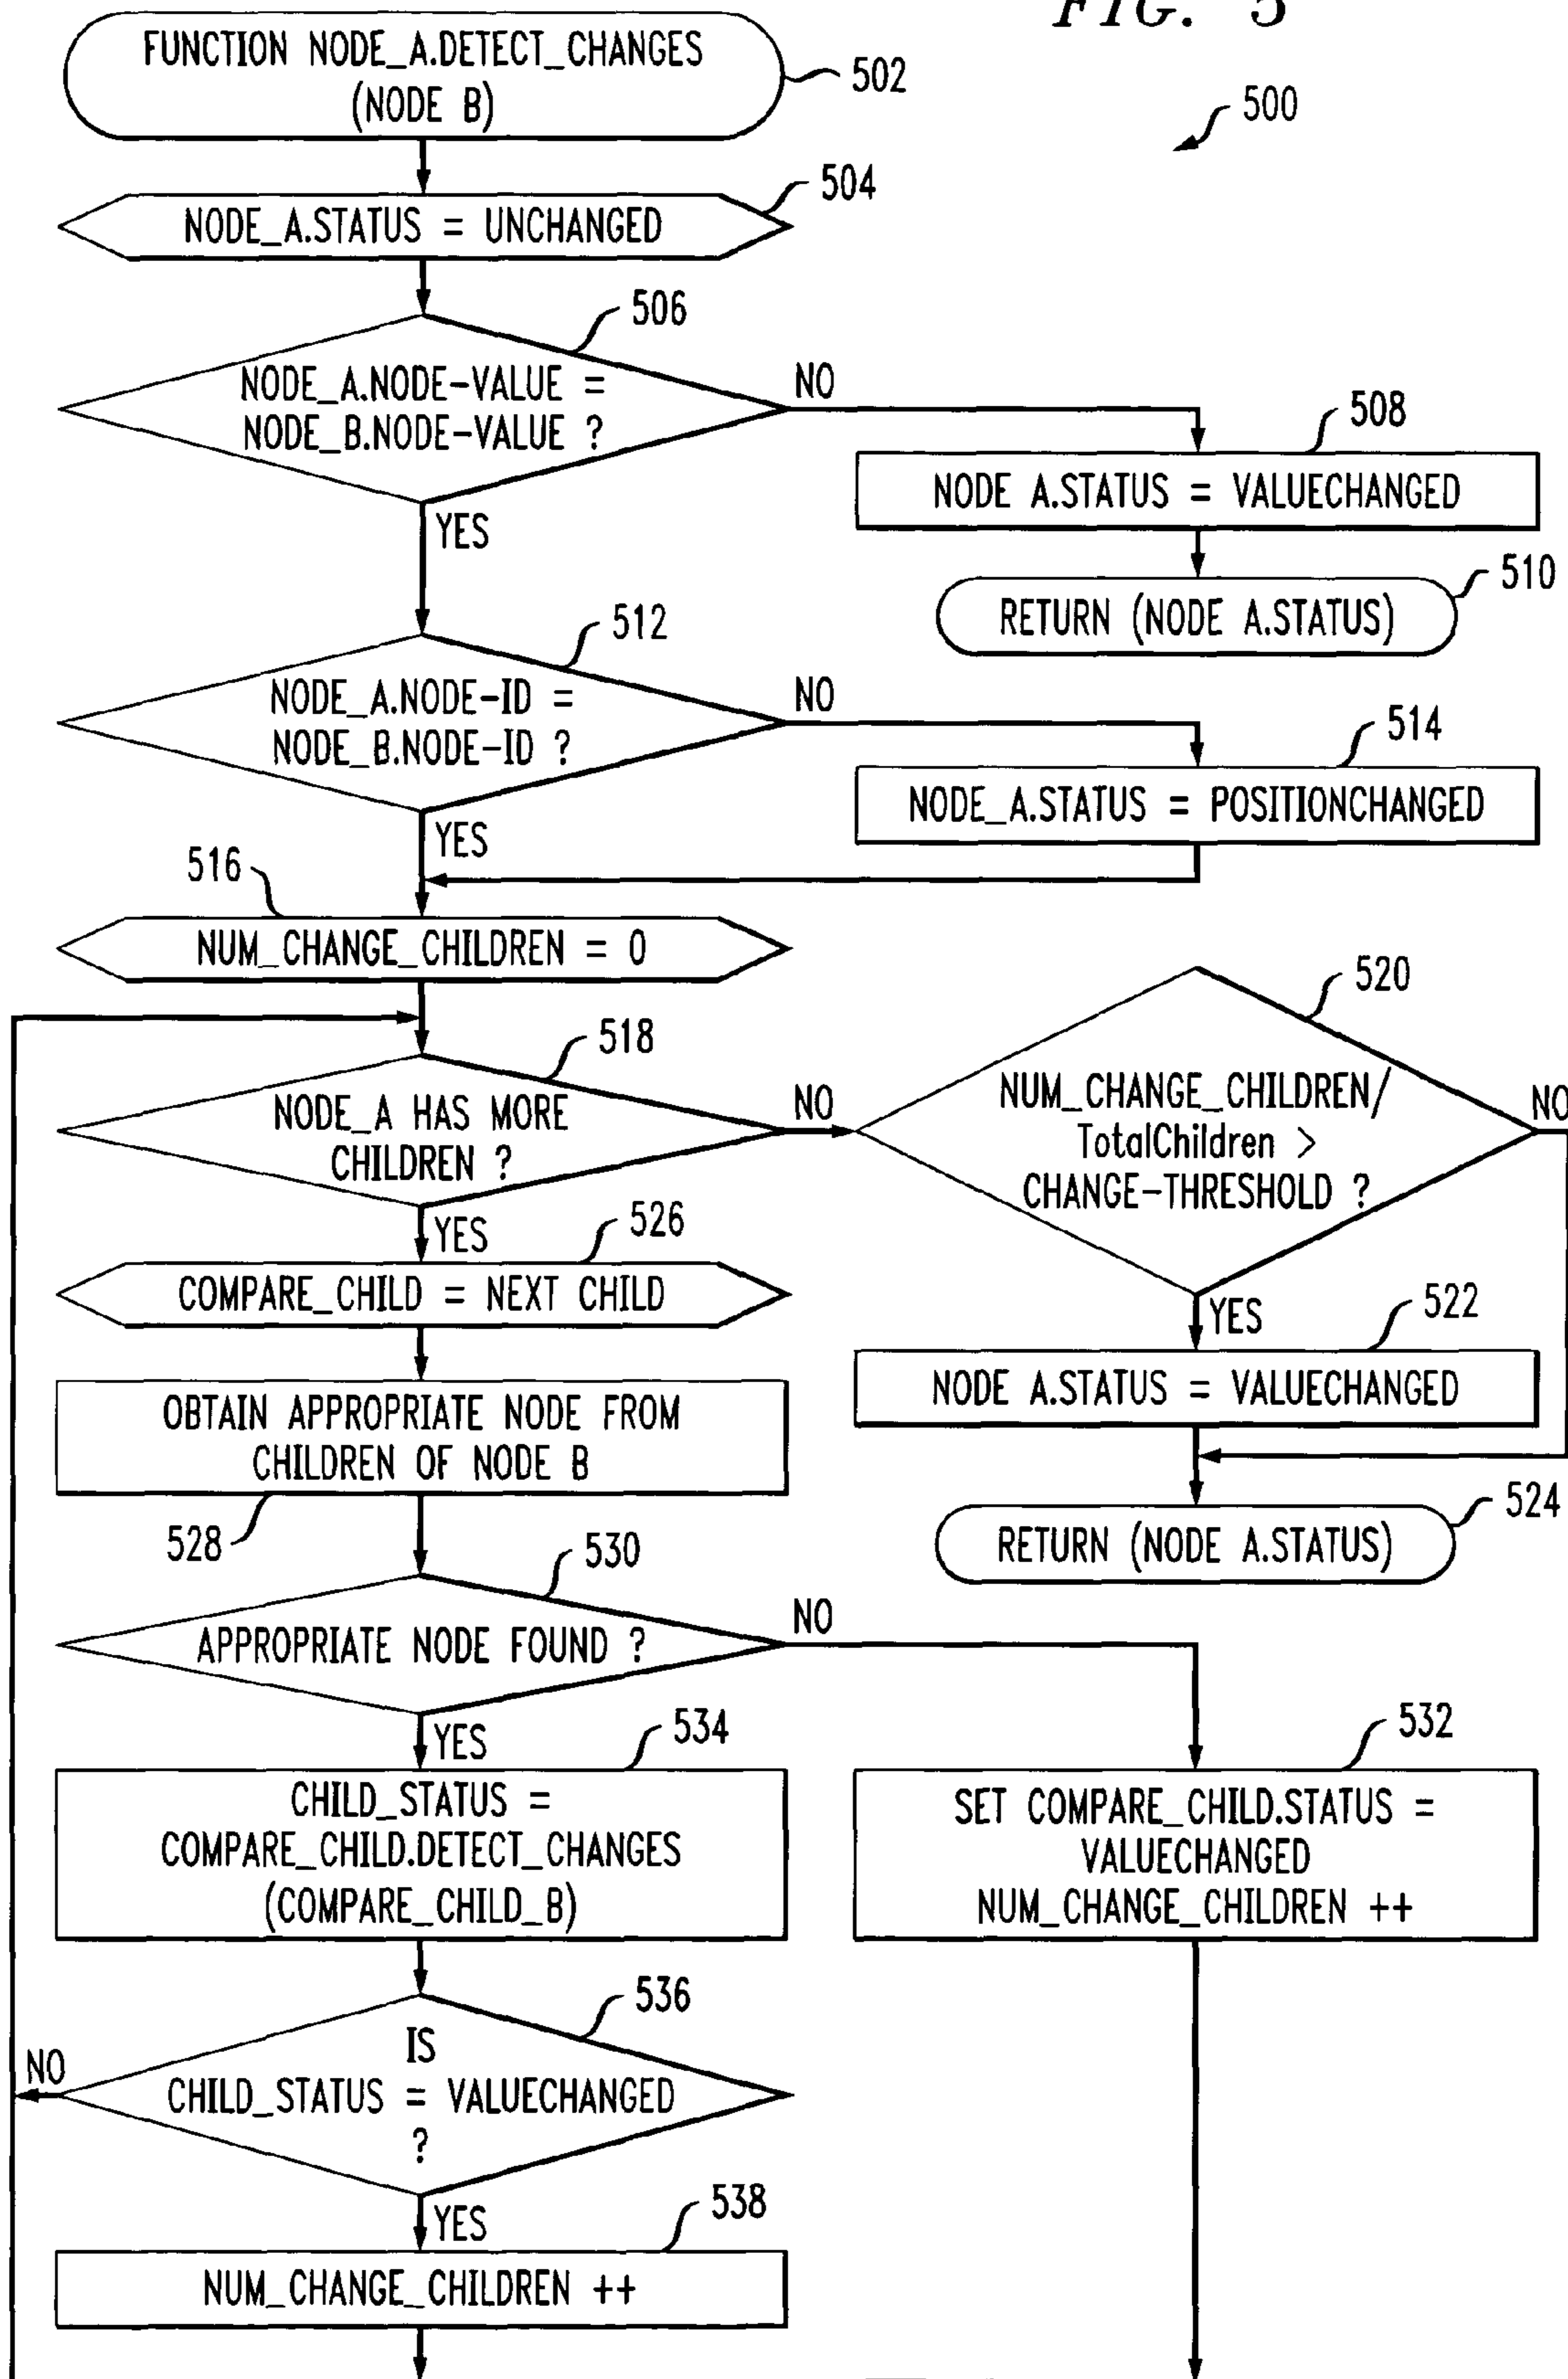 FIG. 5
500
FUNCTION NODE_A.DETECT_CHANGES
(NODE B)
502
NODE_A.STATUS = UNCHANGED
504
506
NODE_A.NODE-VALUE =
NODE_B.NODE-VALUE ?
NO
YES
508
NODE A.STATUS = VALUECHANGED
510
RETURN (NODE A.STATUS)
512
NODE_A.NODE-ID =
NODE_B.NODE-ID ?
NO
YES
514
NODE_A.STATUS = POSITIONCHANGED
516
NUM_CHANGE_CHILDREN = 0
518
NODE_A HAS MORE
CHILDREN ?
NO
YES
520
NUM_CHANGE_CHILDREN/
TotalChildren >
CHANGE-THRESHOLD ?
NO
YES
522
NODE A.STATUS = VALUECHANGED
524
RETURN (NODE A.STATUS)
526
COMPARE_CHILD = NEXT CHILD
OBTAIN APPROPRIATE NODE FROM
CHILDREN OF NODE B
528
530
APPROPRIATE NODE FOUND ?
NO
YES
532
SET COMPARE_CHILD.STATUS =
VALUECHANGED
NUM_CHANGE_CHILDREN ++
534
CHILD_STATUS =
COMPARE_CHILD.DETECT_CHANGES
(COMPARE_CHILD_B)
536
IS
CHILD_STATUS = VALUECHANGED
?
NO
YES
538
NUM_CHANGE_CHILDREN ++